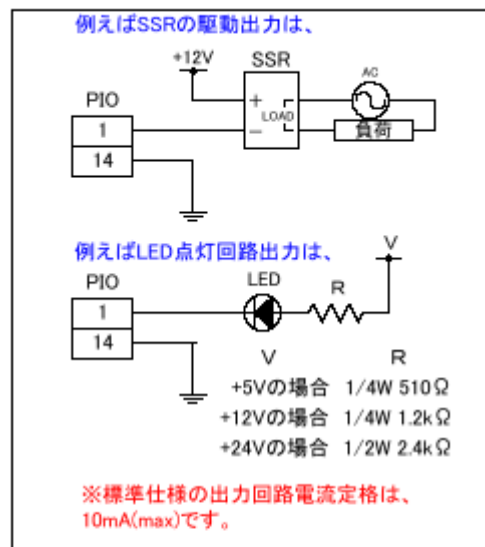 例えばSSRの駆動出力は、
+12V
SSR
AC
PIO
+
LOAD
1
−
負荷
14
例えばLED点灯回路出力は、
V
PIO
LED
R
1
14
V R
+5Vの場合 1/4W 510Ω
+12Vの場合 1/4W 1.2kΩ
+24Vの場合 1/2W 2.4kΩ
※標準仕様の出力回路電流定格は、
10mA(max)です。